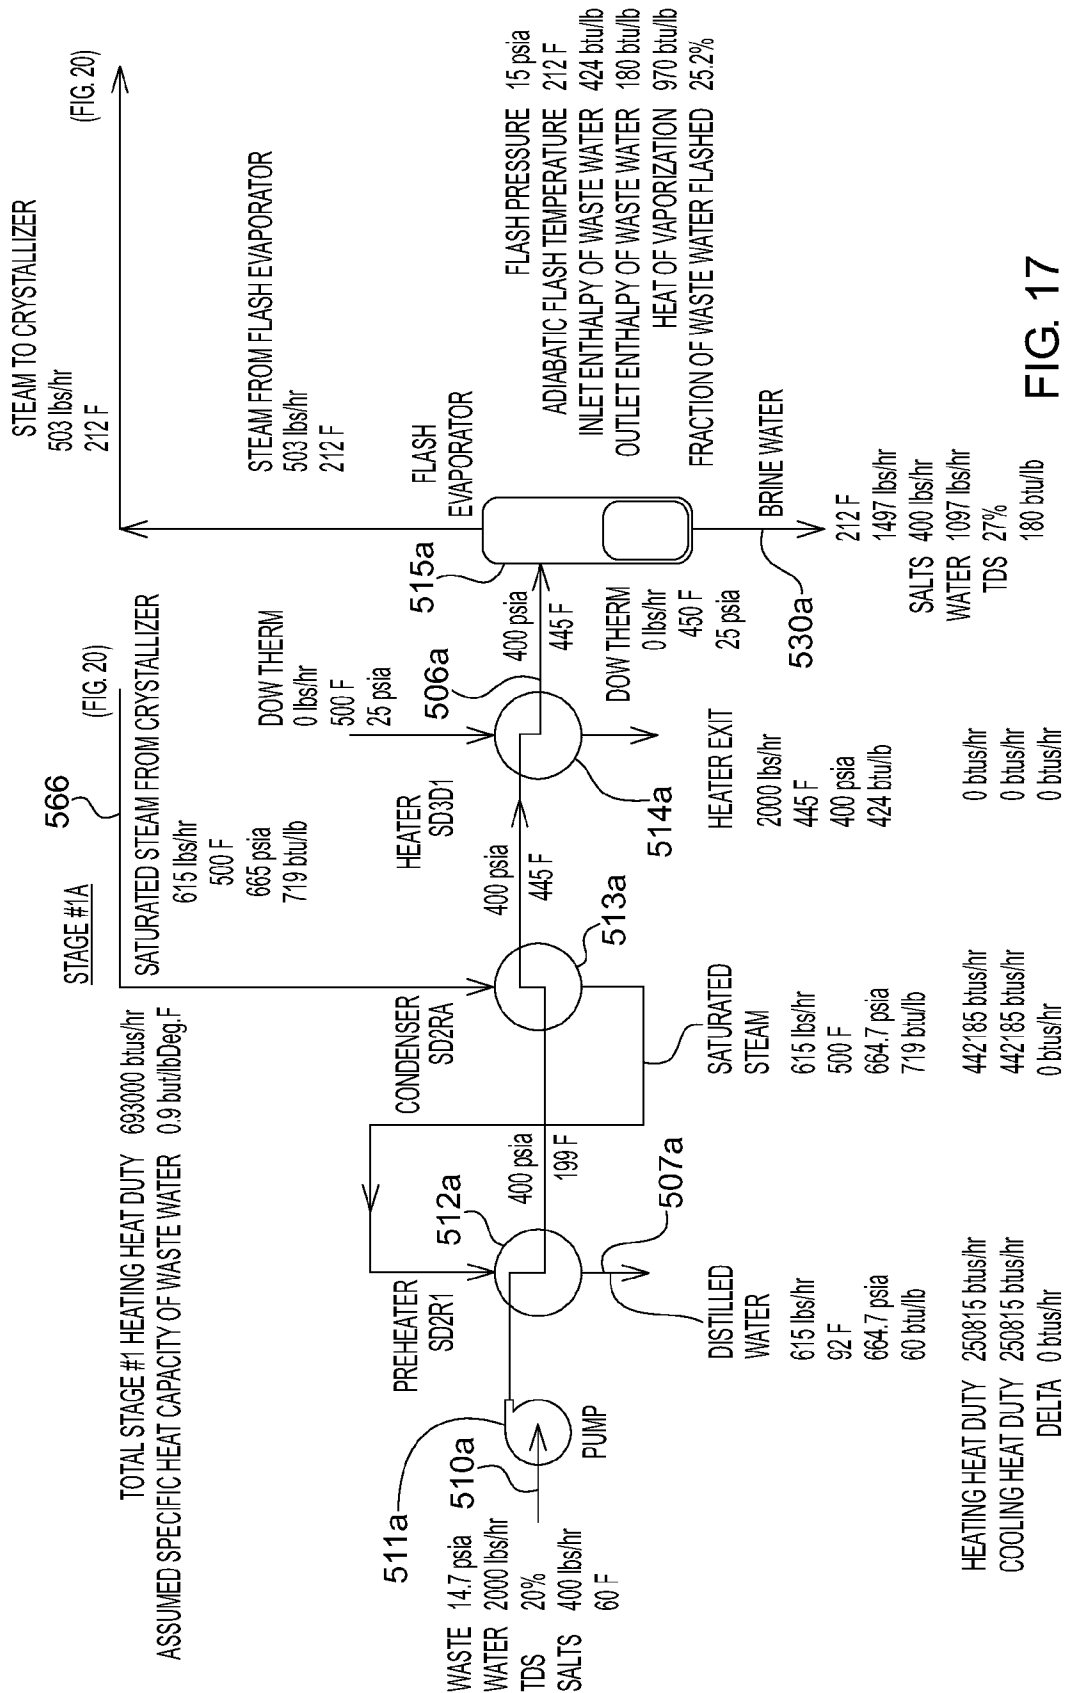 STAGE #1A
TOTAL STAGE #1 HEATING HEAT DUTY 693000 btus/hr
ASSUMED SPECIFIC HEAT CAPACITY OF WASTE WATER 0.9 but/lbDeg.F
566
(FIG. 20)
SATURATED STEAM FROM CRYSTALLIZER
615 lbs/hr
500 F
665 psia
719 btu/lb
STEAM TO CRYSTALLIZER
503 lbs/hr
212 F
(FIG. 20)
STEAM FROM FLASH EVAPORATOR
503 lbs/hr
212 F
WASTE 14.7 psia
WATER 2000 lbs/hr
TDS 20%
SALTS 400 lbs/hr
60 F
510a
511a
PUMP
PREHEATER
SD2R1
512a
400 psia
199 F
507a
DISTILLED
WATER
615 lbs/hr
92 F
664.7 psia
60 btu/lb
CONDENSER
SD2RA
513a
400 psia
445 F
SATURATED
STEAM
615 lbs/hr
500 F
664.7 psia
719 btu/lb
HEATER
SD3D1
DOW THERM
0 lbs/hr
500 F
25 psia
506a
514a
400 psia
445 F
DOW THERM
0 lbs/hr
450 F
25 psia
HEATER EXIT
2000 lbs/hr
445 F
400 psia
424 btu/lb
FLASH
EVAPORATOR
515a
FLASH PRESSURE 15 psia
ADIABATIC FLASH TEMPERATURE 212 F
INLET ENTHALPY OF WASTE WATER 424 btu/lb
OUTLET ENTHALPY OF WASTE WATER 180 btu/lb
HEAT OF VAPORIZATION 970 btu/lb
FRACTION OF WASTE WATER FLASHED 25.2%
BRINE WATER
530a
212 F
1497 lbs/hr
SALTS 400 lbs/hr
WATER 1097 lbs/hr
TDS 27%
180 btu/lb
HEATING HEAT DUTY 250815 btus/hr 442185 btus/hr 0 btus/hr
COOLING HEAT DUTY 250815 btus/hr 442185 btus/hr 0 btus/hr
DELTA 0 btus/hr 0 btus/hr 0 btus/hr
FIG. 17